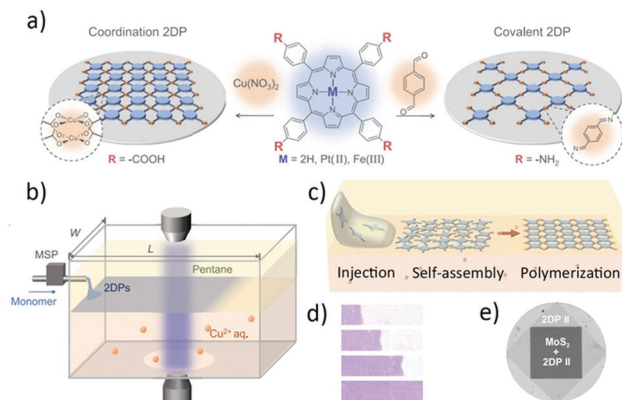 a)
Coordination 2DP
Covalent 2DP
R
R
Cu(NO₃)₂
N
N
M
N
N
O
H
H
O
R
R
R = -COOH
M = 2H, Pt(II), Fe(III)
R = -NH₂
b)
W
L
MSP
Pentane
2DPs
Monomer
Cu²⁺ aq.
c)
Injection
Self-assembly
Polymerization
d)
e)
2DP II
MoS₂
+
2DP II